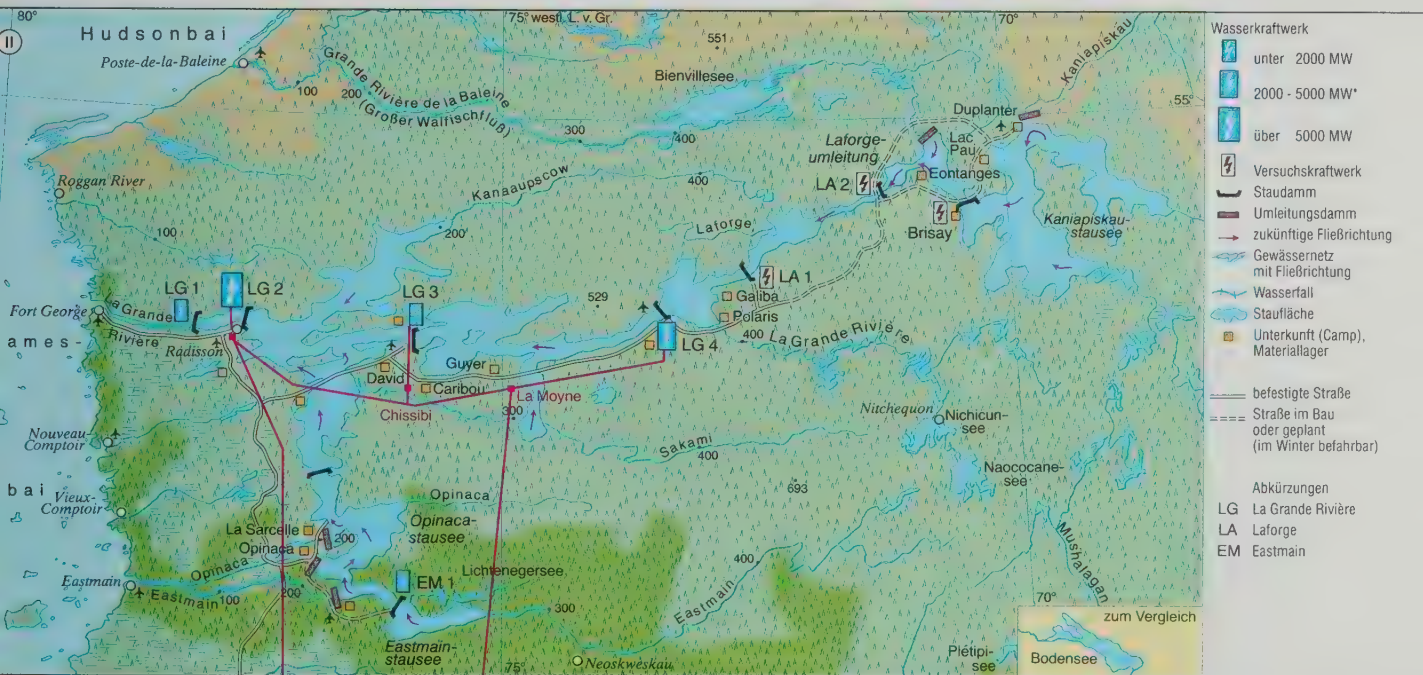 80°
75° westl. L. v. Gr.
70°
II
Hudsonbai
Poste-de-la-Baleine
551
Kaniapiskau
Grande Rivière de la Baleine
(Großer Walfischfluß)
100
200
300
400
Bienvillesee
55°
Duplanter
Laforge-
umleitung
Lac
Pau
Eontanges
LA 2
Brisay
Kaniapiskau-
stausee
Roggan River
Kanaaupscow
400
100
200
Laforge
LG 1
LG 2
LG 3
LA 1
529
Galiba
Polaris
Fort George
La Grande
Rivière
400
La Grande Rivière
ames-
Radisson
LG 4
Guyer
David
Caribou
La Moyne
Chissibi
300
Nitchequon
Nichicun-
see
Nouveau-
Comptoir
Sakami
400
Naococane-
see
bai
Vieux-
Comptoir
Opinaca
693
La Sarcelle
200
Opinaca-
stausee
Opinaca
Opinaca
Mushalagan
Lichtenegersee
400
Eastmain
Eastmain
100
200
EM 1
300
Eastmain
70°
zum Vergleich
Eastmain-
stausee
75°
Neoskweskau
Plétipi-
see
Bodensee
Wasserkraftwerk
unter 2000 MW
2000 - 5000 MW*
über 5000 MW
Versuchskraftwerk
Staudamm
Umleitungsdamm
zukünftige Fließrichtung
Gewässernetz
mit Fließrichtung
Wasserfall
Staufläche
Unterkunft (Camp),
Materiallager
befestigte Straße
Straße im Bau
oder geplant
(im Winter befahrbar)
Abkürzungen
LG La Grande Rivière
LA Laforge
EM Eastmain